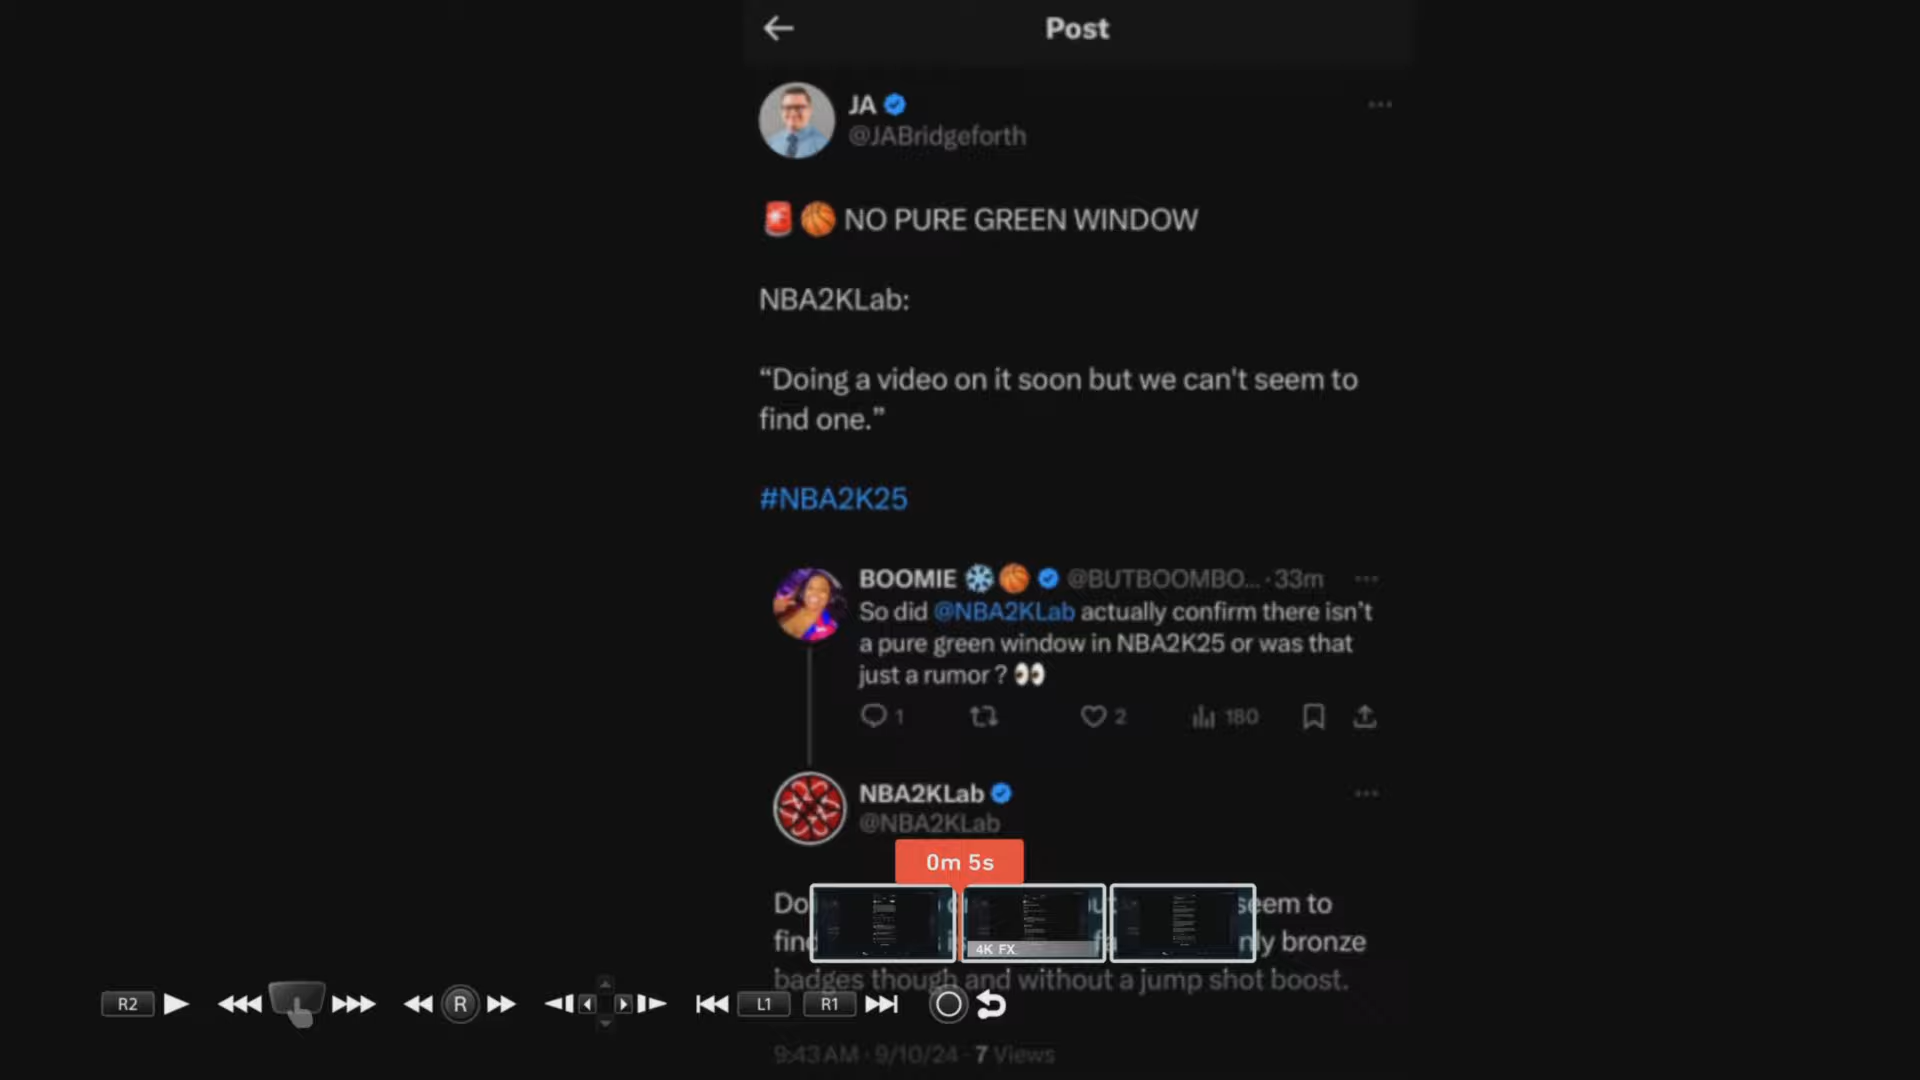 Post
JA
@JABridgeforth
NO PURE GREEN WINDOW
NBA2KLab:
“Doing a video on it soon but we can't seem to
find one.”
#NBA2K25
BOOMIE @BUTBOOMBO... · 33m
So did @NBA2KLab actually confirm there isn't
a pure green window in NBA2K25 or was that
just a rumor?
1 2 180
NBA2KLab
@NBA2KLab
0m 5s
seem to
4K FX
bronze
badges though and without a jump shot boost.
R2 R L1 R1
9:43 AM · 9/10/24 · 7 Views